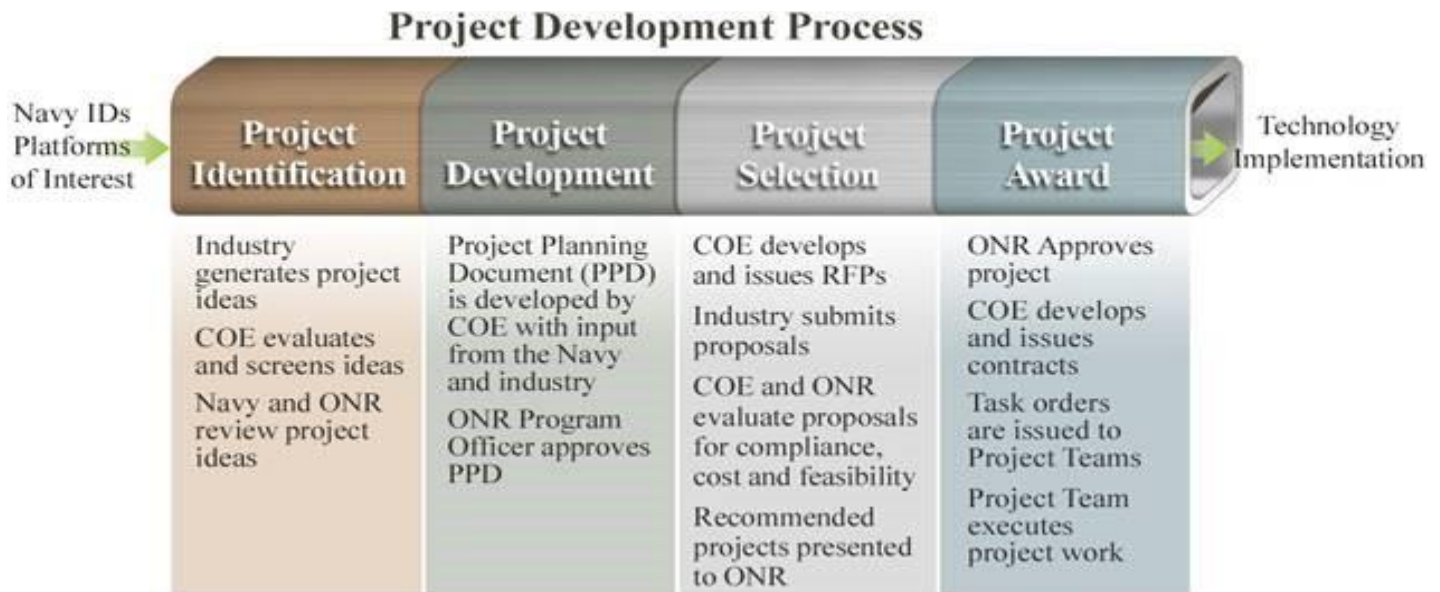 Project Development Process
Navy IDs
Platforms
of Interest
Project
Identification
Project
Development
Project
Selection
Project
Award
Technology
Implementation
Industry
generates project
ideas
COE evaluates
and screens ideas
Navy and ONR
review project
ideas
Project Planning
Document (PPD)
is developed by
COE with input
from the Navy
and industry
ONR Program
Officer approves
PPD
COE develops
and issues RFPs
Industry submits
proposals
COE and ONR
evaluate proposals
for compliance,
cost and feasibility
Recommended
projects presented
to ONR
ONR Approves
project
COE develops
and issues
contracts
Task orders
are issued to
Project Teams
Project Team
executes
project work